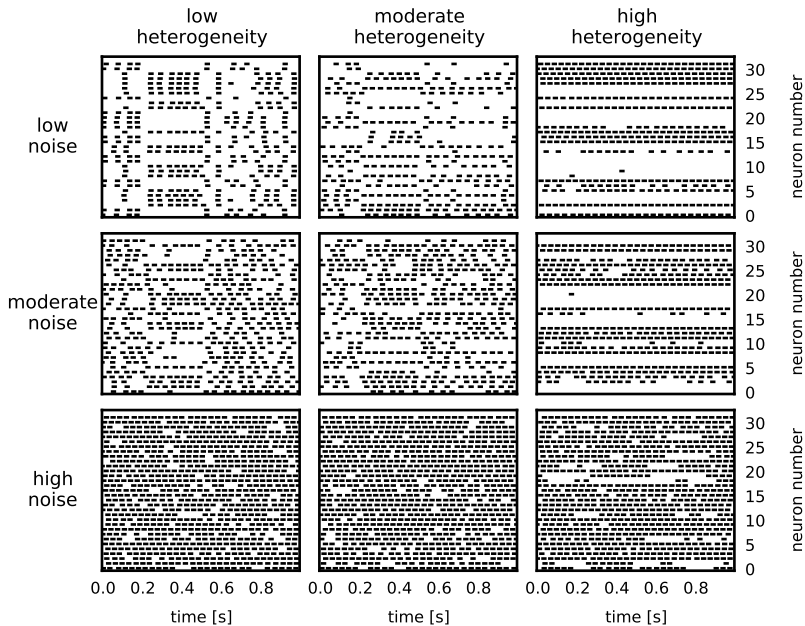 low
heterogeneity
moderate
heterogeneity
high
heterogeneity
low
noise
30
25
20
15
10
5
0
neuron number
moderate
noise
30
25
20
15
10
5
0
neuron number
high
noise
30
25
20
15
10
5
0
neuron number
0.0 0.2 0.4 0.6 0.8
0.0 0.2 0.4 0.6 0.8
0.0 0.2 0.4 0.6 0.8
time [s]
time [s]
time [s]